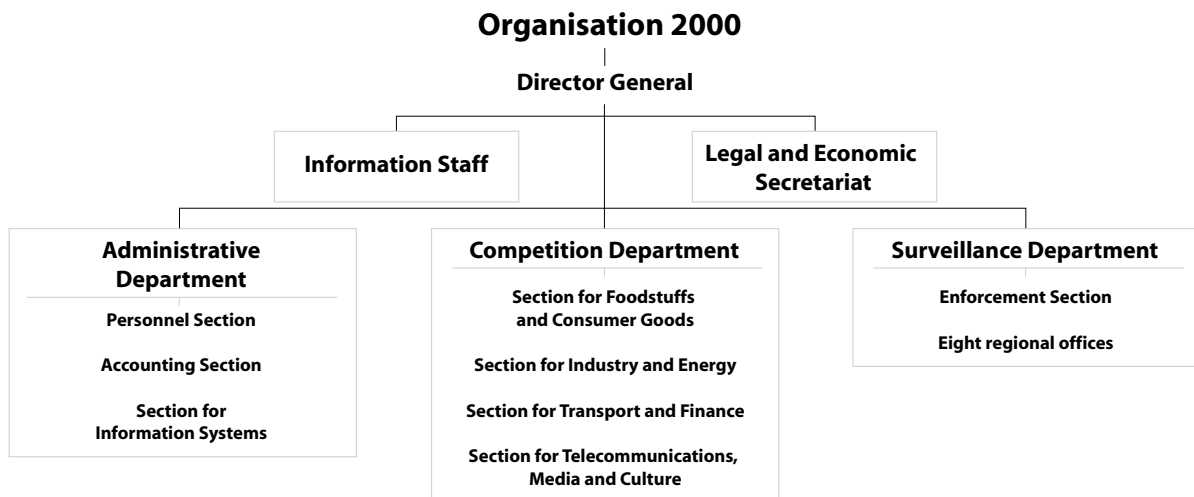 Organisation 2000
Director General
Information Staff
Legal and Economic
Secretariat
Administrative
Department
Personnel Section
Accounting Section
Section for
Information Systems
Competition Department
Section for Foodstuffs
and Consumer Goods
Section for Industry and Energy
Section for Transport and Finance
Section for Telecommunications,
Media and Culture
Surveillance Department
Enforcement Section
Eight regional offices